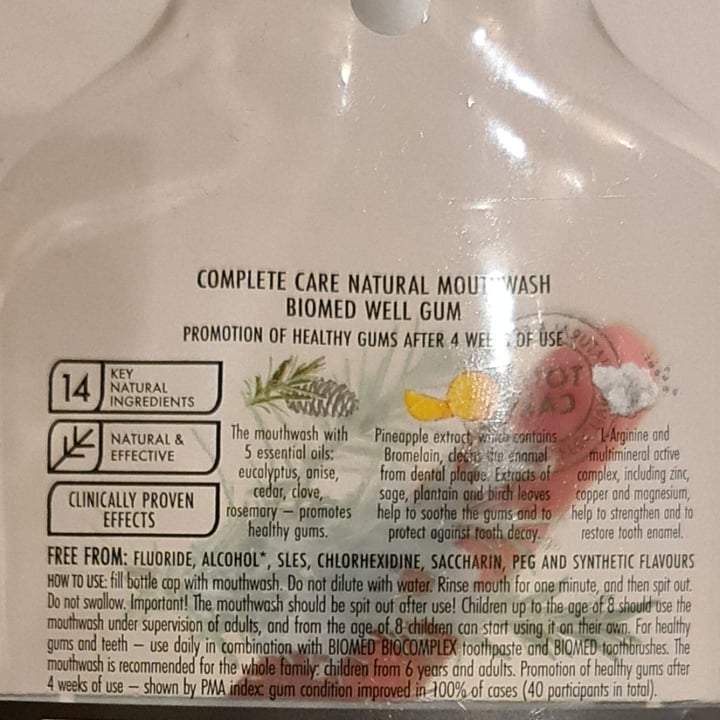 COMPLETE CARE NATURAL MOUTHWASH
BIOMED WELL GUM
PROMOTION OF HEALTHY GUMS AFTER 4 WEEKS OF USE
14 KEY
NATURAL
INGREDIENTS
NATURAL &
EFFECTIVE
CLINICALLY PROVEN
EFFECTS
The mouthwash with
5 essential oils:
eucalyptus, anise,
cedar, clove,
rosemary – promotes
healthy gums.
Pineapple extract, which contains
Bromelain, clears the enamel
from dental plaque. Extracts of
sage, plantain and birch leaves
help to soothe the gums and to
protect against tooth decay.
L-Arginine and
multimineral active
complex, including zinc,
copper and magnesium,
help to strengthen and to
restore tooth enamel.
FREE FROM: FLUORIDE, ALCOHOL*, SLES, CHLORHEXIDINE, SACCHARIN, PEG AND SYNTHETIC FLAVOURS
HOW TO USE: fill bottle cap with mouthwash. Do not dilute with water. Rinse mouth for one minute, and then spit out.
Do not swallow. Important! The mouthwash should be spit out after use! Children up to the age of 8 should use the
mouthwash under supervision of adults, and from the age of 8 children can start using it on their own. For healthy
gums and teeth – use daily in combination with BIOMED BIOCOMPLEX toothpaste and BIOMED toothbrushes. The
mouthwash is recommended for the whole family: children from 6 years and adults. Promotion of healthy gums after
4 weeks of use – shown by PMA index: gum condition improved in 100% of cases (40 participants in total).